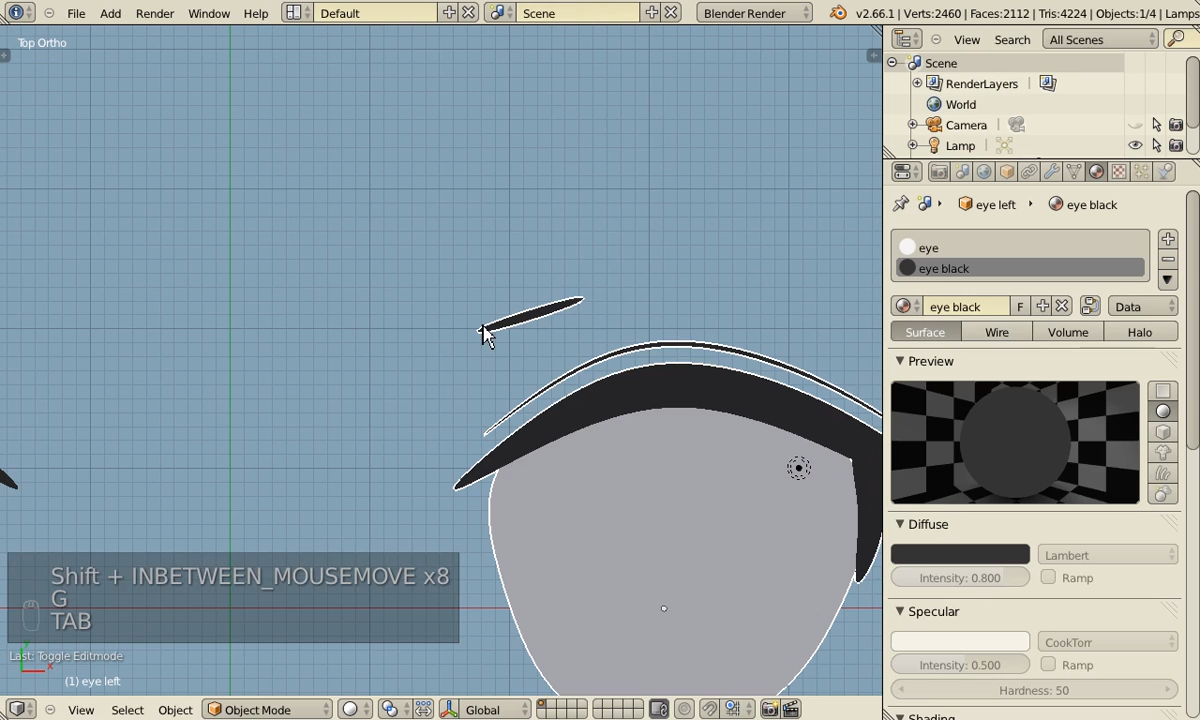 File Add Render Window Help Default Scene Blender Render v2.66.1 | Verts:2460 | Faces:2112 | Tris:4224 | Objects:1/4 | Lamp
Top Ortho
View Search All Scenes
Scene
RenderLayers
World
Camera
Lamp
eye left eye black
eye
eye black
eye black F Data
Surface Wire Volume Halo
Preview
Diffuse
Lambert
Intensity: 0.800 Ramp
Specular
CookTorr
Intensity: 0.500 Ramp
Hardness: 50
Shading
Shift + INBETWEEN_MOUSEMOVE x8
G
TAB
Last: Toggle Editmode
y
x
(1) eye left
View Select Object Object Mode Global